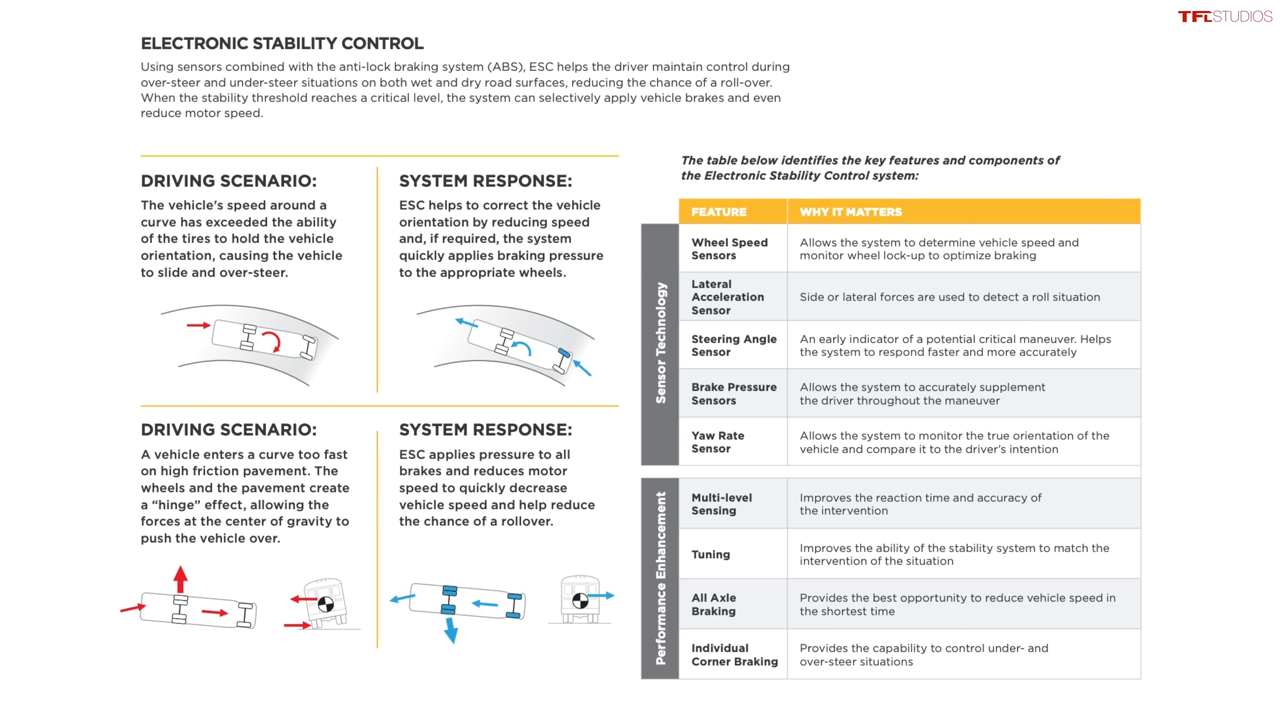 TFLSTUDIOS
ELECTRONIC STABILITY CONTROL
Using sensors combined with the anti-lock braking system (ABS), ESC helps the driver maintain control during
over-steer and under-steer situations on both wet and dry road surfaces, reducing the chance of a roll-over.
When the stability threshold reaches a critical level, the system can selectively apply vehicle brakes and even
reduce motor speed.
DRIVING SCENARIO:
The vehicle's speed around a
curve has exceeded the ability
of the tires to hold the vehicle
orientation, causing the vehicle
to slide and over-steer.
SYSTEM RESPONSE:
ESC helps to correct the vehicle
orientation by reducing speed
and, if required, the system
quickly applies braking pressure
to the appropriate wheels.
DRIVING SCENARIO:
A vehicle enters a curve too fast
on high friction pavement. The
wheels and the pavement create
a “hinge” effect, allowing the
forces at the center of gravity to
push the vehicle over.
SYSTEM RESPONSE:
ESC applies pressure to all
brakes and reduces motor
speed to quickly decrease
vehicle speed and help reduce
the chance of a rollover.
The table below identifies the key features and components of
the Electronic Stability Control system:
FEATURE
WHY IT MATTERS
Sensor Technology
Wheel Speed
Sensors
Allows the system to determine vehicle speed and
monitor wheel lock-up to optimize braking
Lateral
Acceleration
Sensor
Side or lateral forces are used to detect a roll situation
Steering Angle
Sensor
An early indicator of a potential critical maneuver. Helps
the system to respond faster and more accurately
Brake Pressure
Sensors
Allows the system to accurately supplement
the driver throughout the maneuver
Yaw Rate
Sensor
Allows the system to monitor the true orientation of the
vehicle and compare it to the driver's intention
Performance Enhancement
Multi-level
Sensing
Improves the reaction time and accuracy of
the intervention
Tuning
Improves the ability of the stability system to match the
intervention of the situation
All Axle
Braking
Provides the best opportunity to reduce vehicle speed in
the shortest time
Individual
Corner Braking
Provides the capability to control under- and
over-steer situations